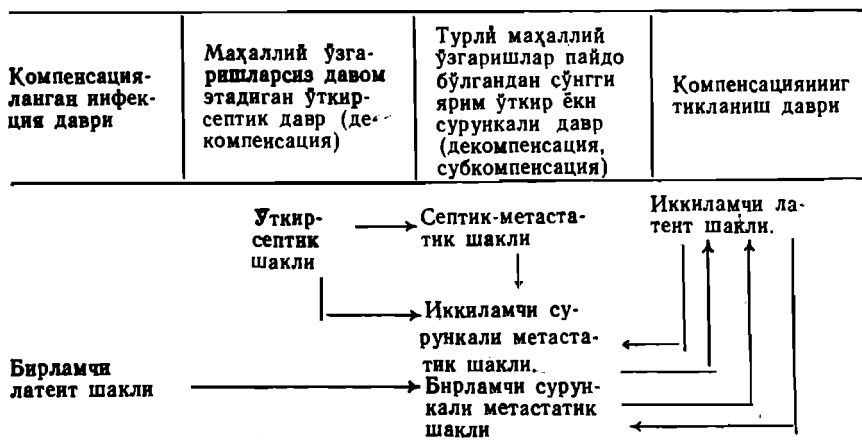 Компенсация-
ланган инфек-
ция даври
Маҳаллий ўзга-
ришларсиз давом
этадиган ўткир-
септик давр (де-
компенсация)
Турли маҳаллий
ўзгаришлар пайдо
бўлгандан сўнгги
ярим ўткир ёки
сурункали давр
(декомпенсация,
субкомпенсация)
Компенсациянинг
тикланиш даври
Уткир-
септик
шакли
Септик-метаста-
тик шакли
Иккиламчи ла-
тент шакли.
Иккиламчи су-
рункали метаста-
тик шакли.
Бирламчи
латент шакли
Бирламчи сурун-
кали метастатик
шакли